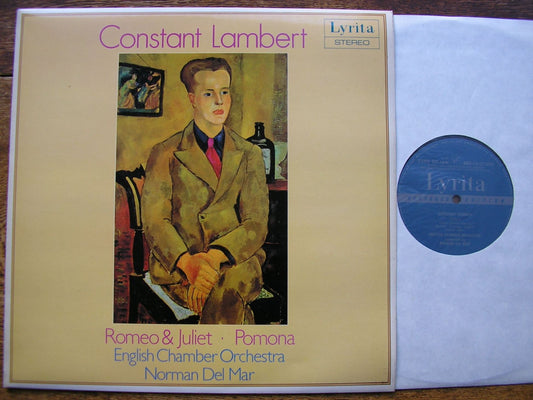 Constant Lambert
Lyrita
STEREO
Romeo & Juliet · Pomona
English Chamber Orchestra
Norman Del Mar
Lyrita